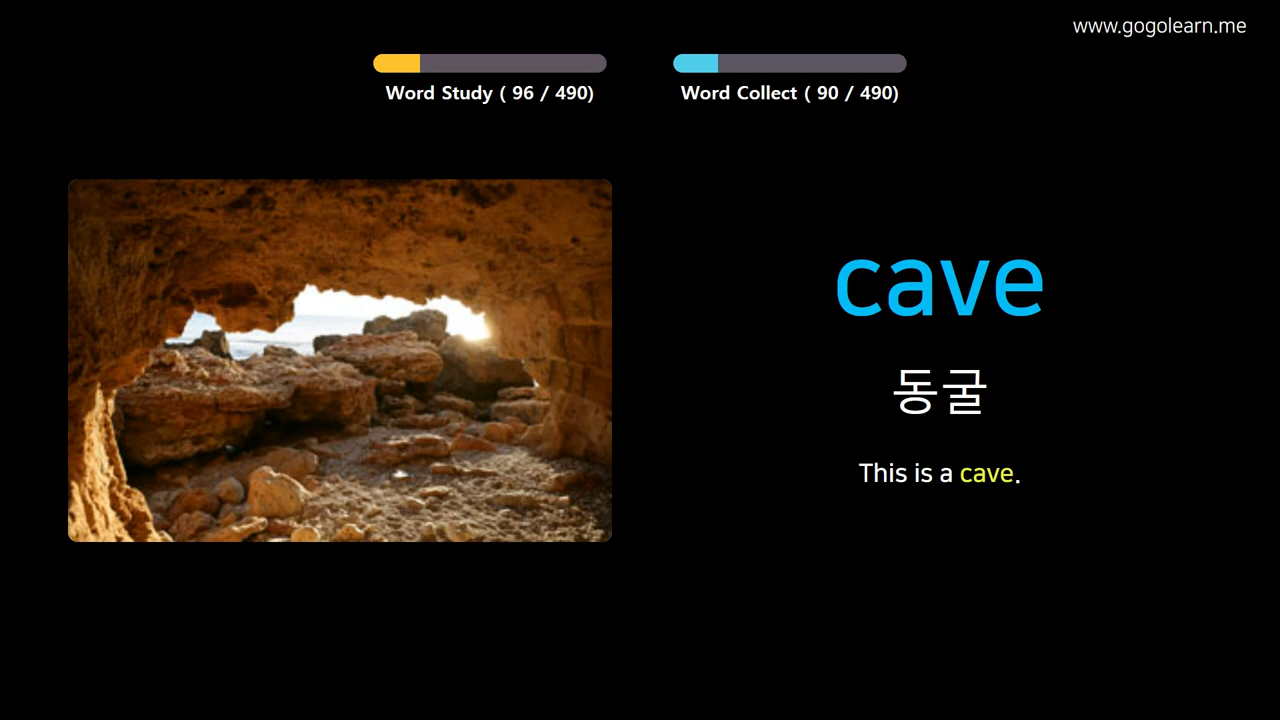 www.gogolearn.me
Word Study ( 96 / 490)
Word Collect ( 90 / 490)
cave
동굴
This is a cave.